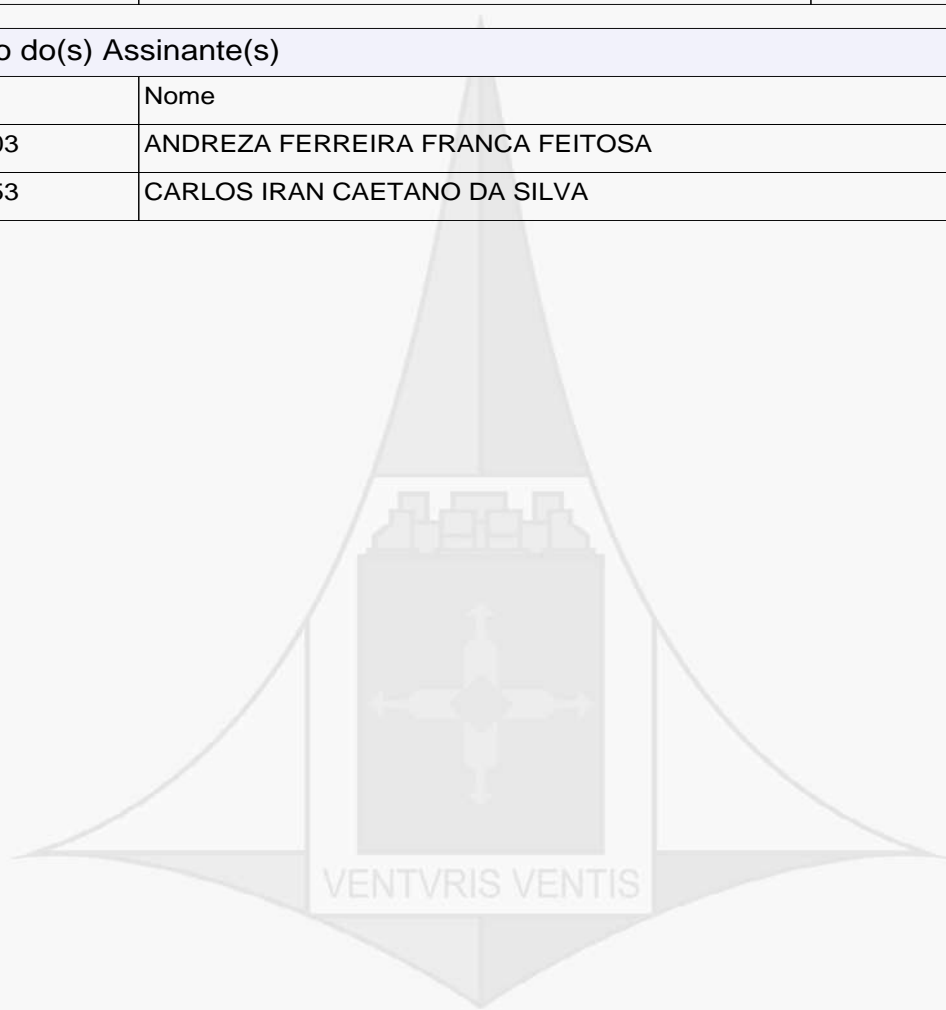 o do(s) Assinante(s)
Nome
03 ANDREZA FERREIRA FRANCA FEITOSA
53 CARLOS IRAN CAETANO DA SILVA
VENTVRIS VENTIS